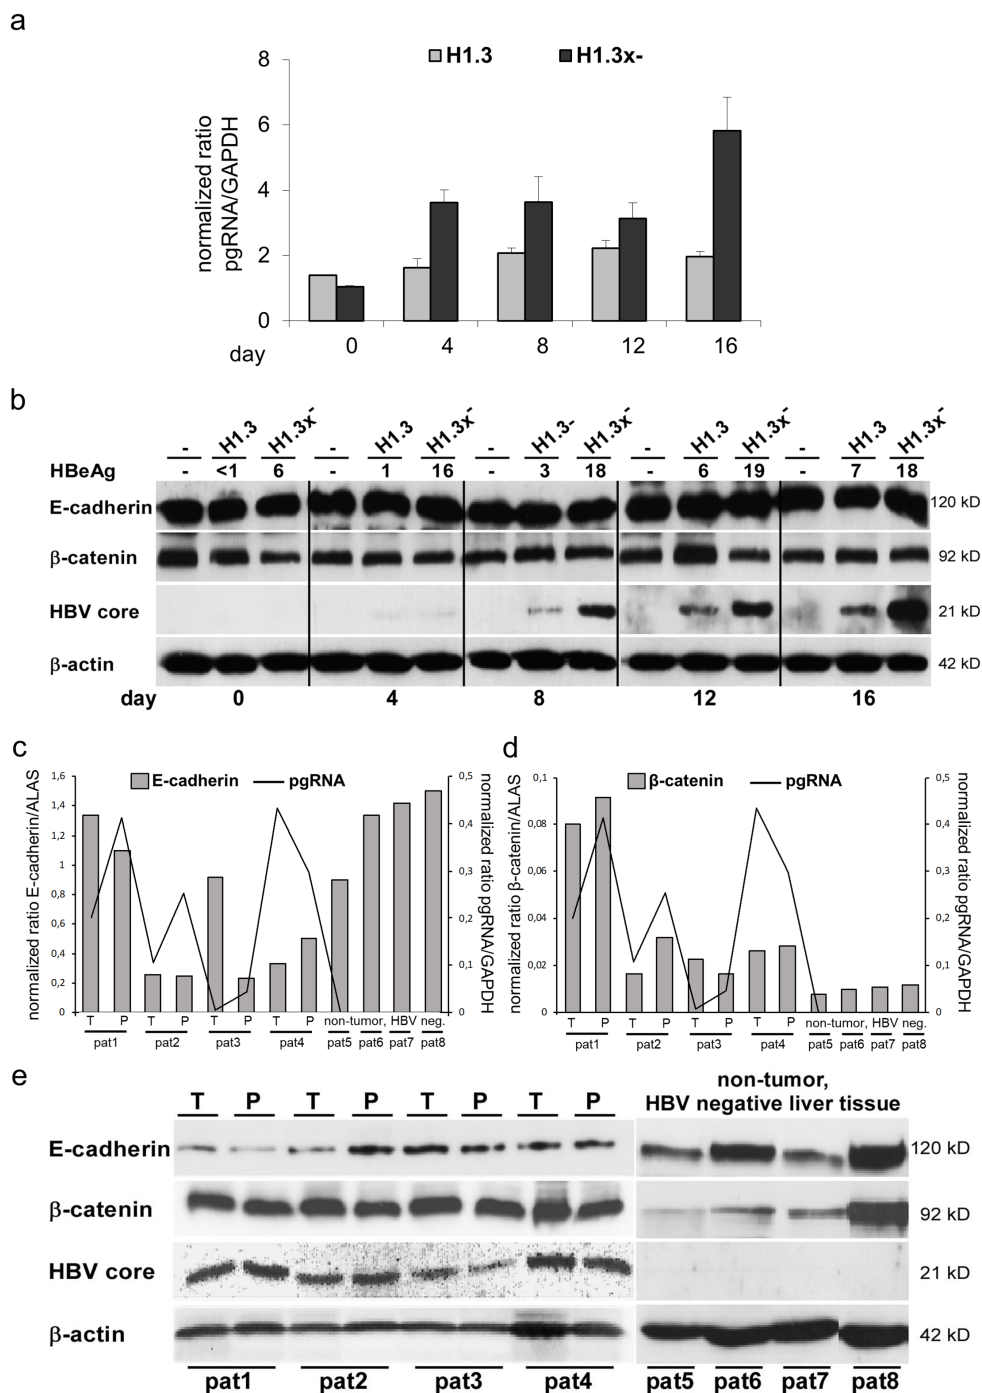 a
H1.3 H1.3x-
normalized ratio
pgRNA/GAPDH
8
6
4
2
0
day 0 4 8 12 16
b
- H1.3 H1.3x- - H1.3 H1.3x- - H1.3- H1.3x- - H1.3 H1.3x- - H1.3 H1.3x-
HBeAg - <1 6 - 1 16 - 3 18 - 6 19 - 7 18
E-cadherin 120 kD
β-catenin 92 kD
HBV core 21 kD
β-actin 42 kD
day 0 4 8 12 16
c
E-cadherin pgRNA
normalized ratio E-cadherin/ALAS
1,6
1,4
1,2
1
0,8
0,6
0,4
0,2
0
0,5
0,4
0,3
0,2
0,1
0
normalized ratio pgRNA/GAPDH
T P T P T P T P non-tumor, HBV neg.
pat1 pat2 pat3 pat4 pat5 pat6 pat7 pat8
d
β-catenin pgRNA
normalized ratio β-catenin/ALAS
0,1
0,08
0,06
0,04
0,02
0
0,5
0,4
0,3
0,2
0,1
0
normalized ratio pgRNA/GAPDH
T P T P T P T P non-tumor, HBV neg.
pat1 pat2 pat3 pat4 pat5 pat6 pat7 pat8
e
T P T P T P T P
non-tumor,
HBV negative liver tissue
E-cadherin 120 kD
β-catenin 92 kD
HBV core 21 kD
β-actin 42 kD
pat1 pat2 pat3 pat4 pat5 pat6 pat7 pat8